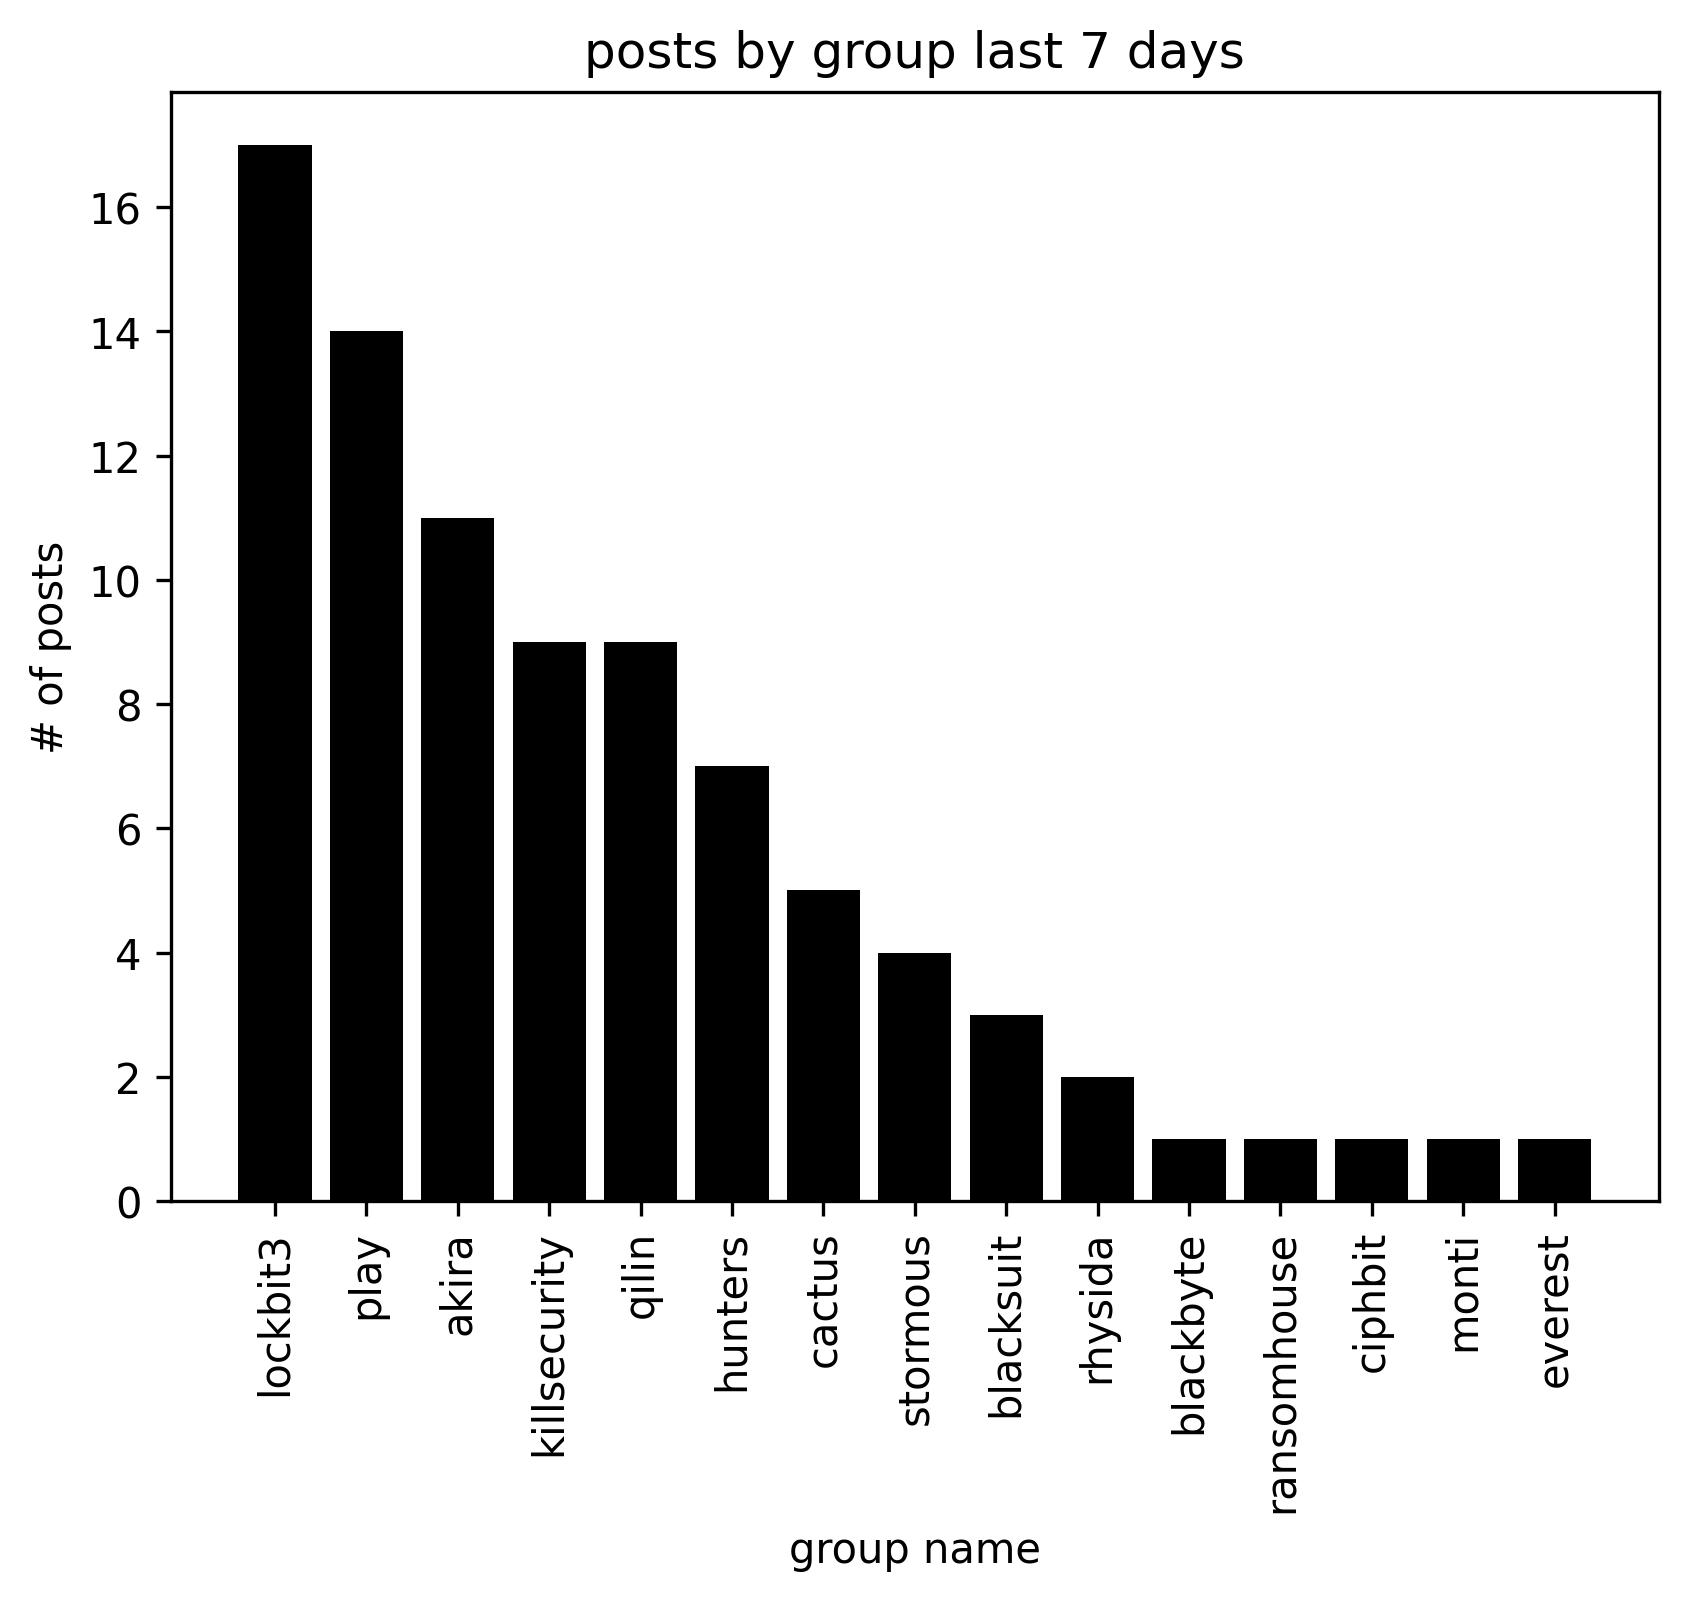 posts by group last 7 days
# of posts
16
14
12
10
8
6
4
2
0
lockbit3
play
akira
killsecurity
qilin
hunters
cactus
stormous
blacksuit
rhysida
blackbyte
ransomhouse
ciphbit
monti
everest
group name